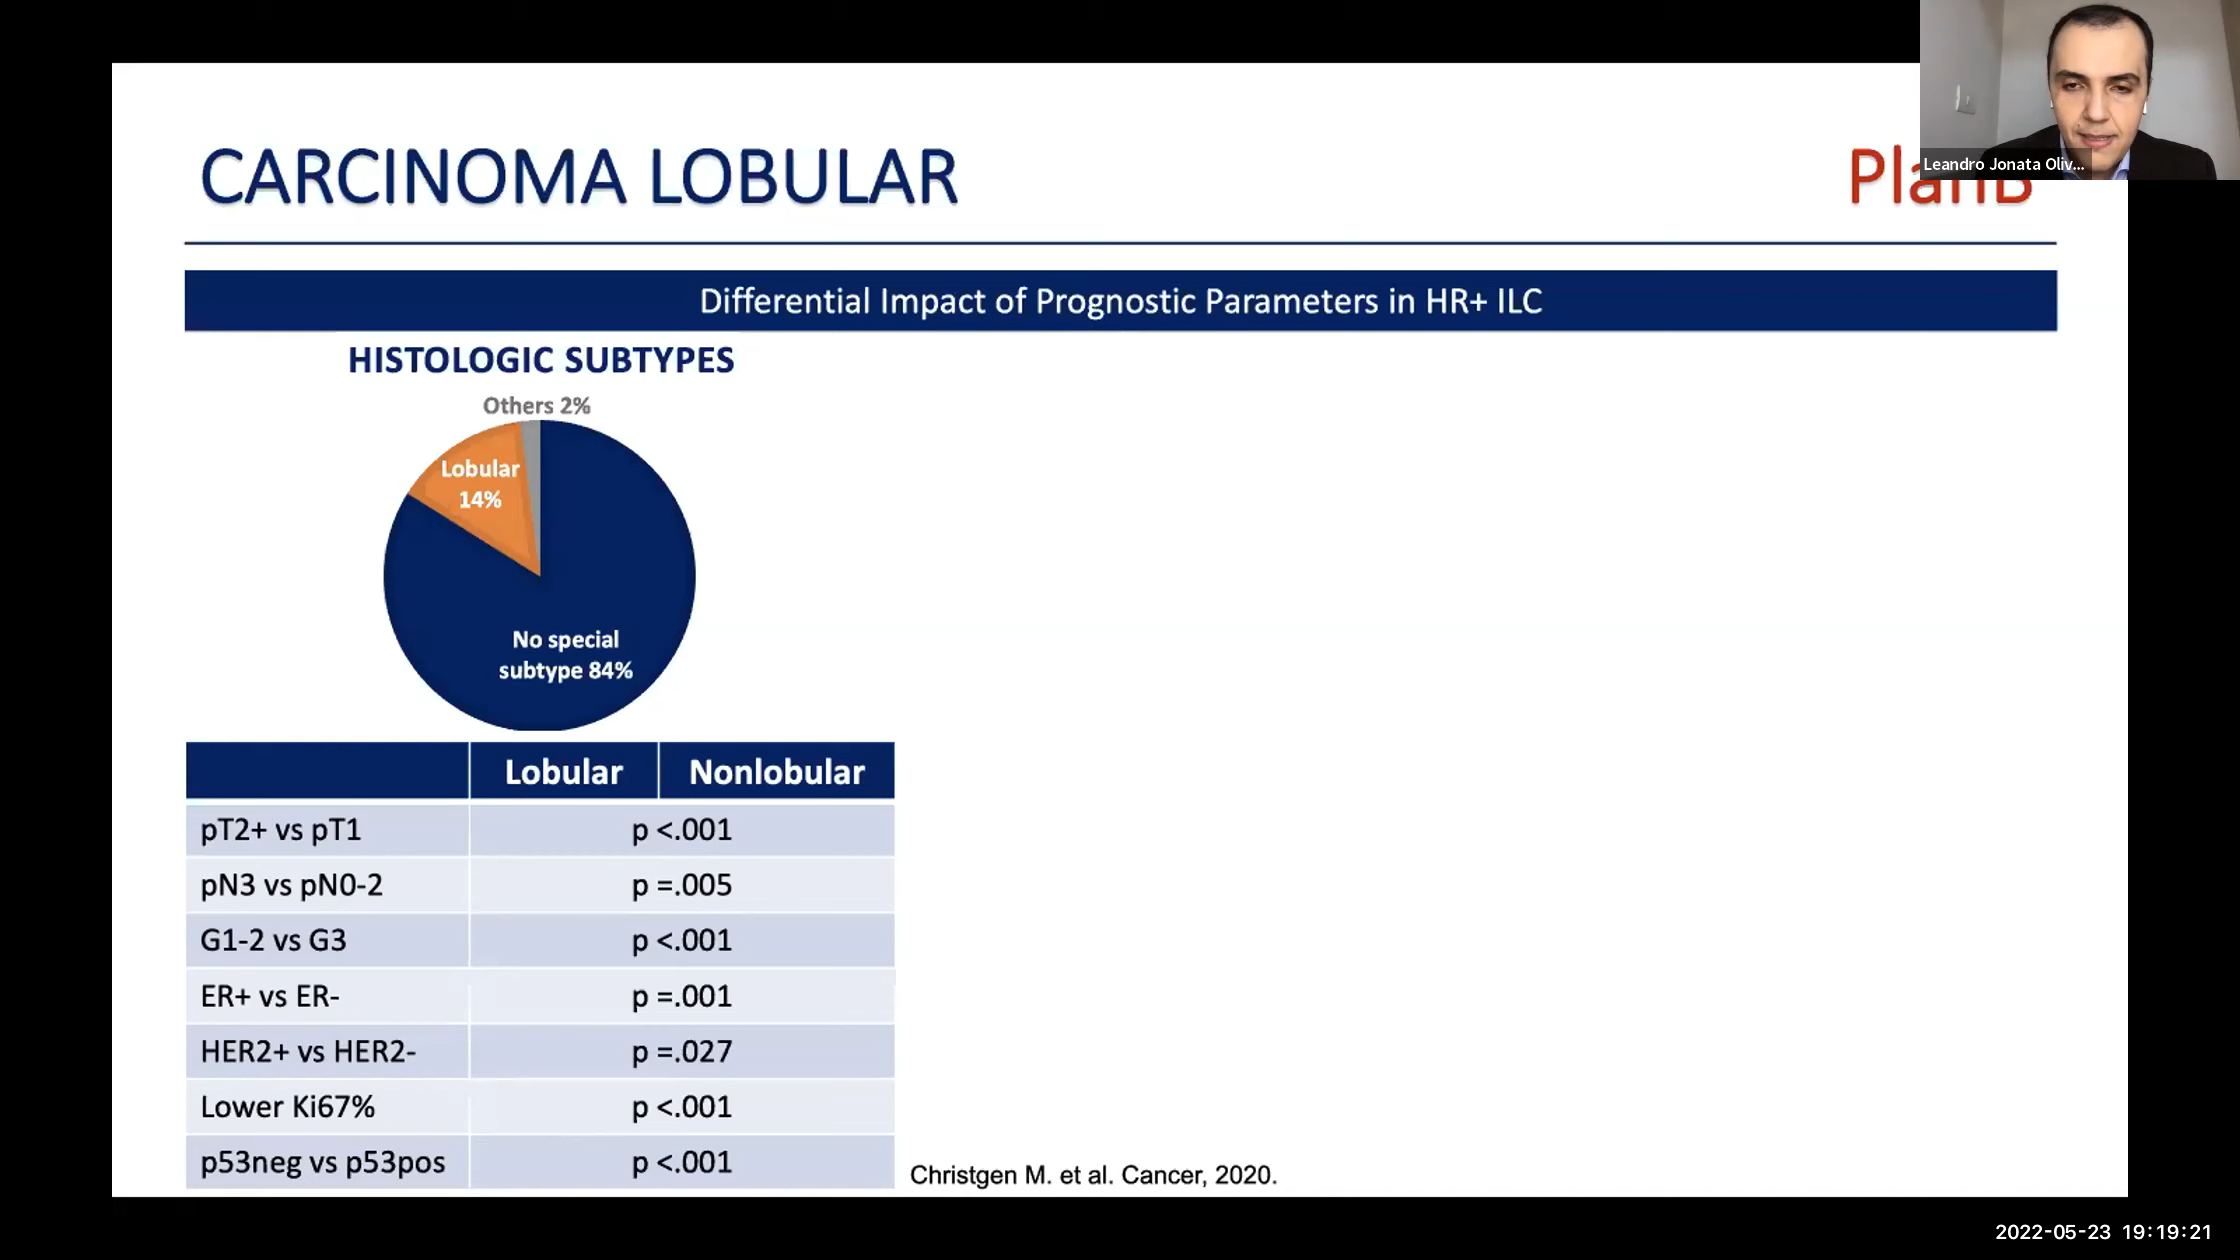 Leandro Jonata Oliv...
CARCINOMA LOBULAR
PlanB
Differential Impact of Prognostic Parameters in HR+ ILC
HISTOLOGIC SUBTYPES
Others 2%
Lobular
14%
No special
subtype 84%
Lobular Nonlobular
pT2+ vs pT1 p <.001
pN3 vs pN0-2 p =.005
G1-2 vs G3 p <.001
ER+ vs ER- p =.001
HER2+ vs HER2- p =.027
Lower Ki67% p <.001
p53neg vs p53pos p <.001
Christgen M. et al. Cancer, 2020.
2022-05-23 19:19:21